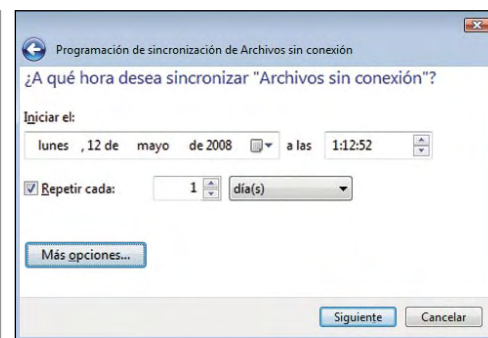 Programación de sincronización de Archivos sin conexión
¿A qué hora desea sincronizar "Archivos sin conexión"?
Iniciar el:
lunes , 12 de mayo de 2008 a las 1:12:52
Repetir cada: 1 día(s)
Más opciones...
Siguiente Cancelar